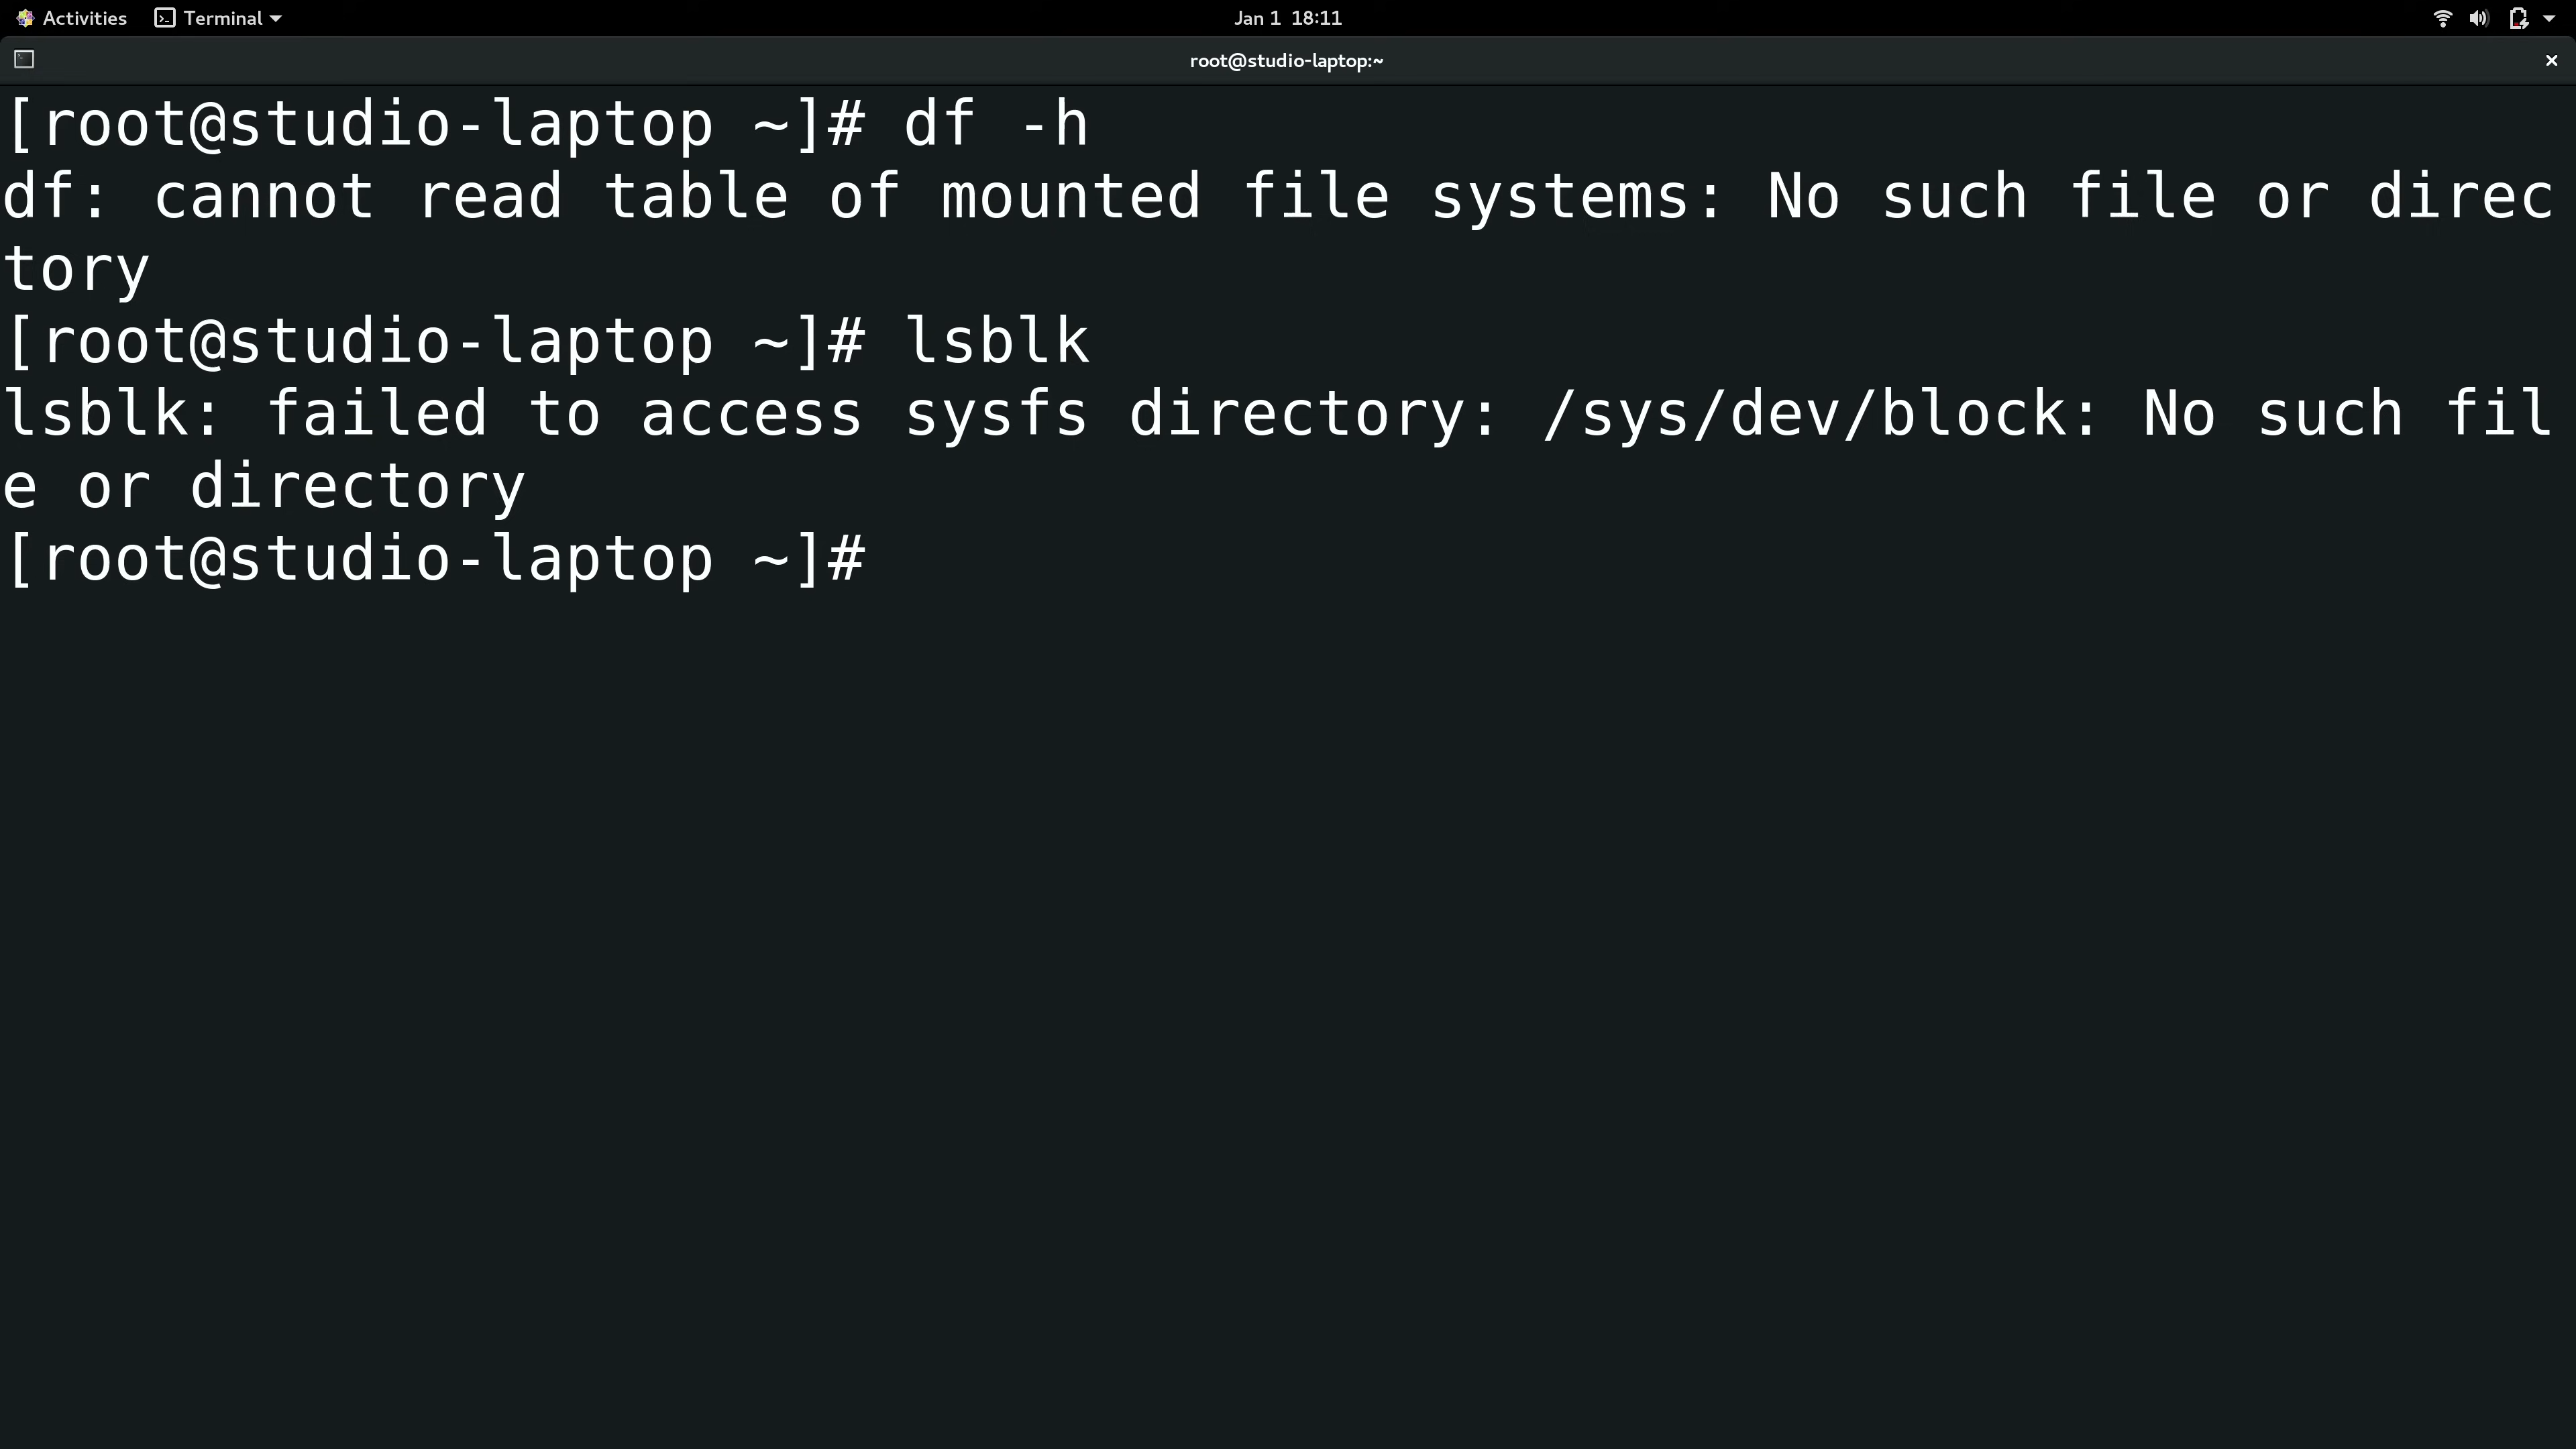 Activities Terminal Jan 1 18:11
root@studio-laptop:~
[root@studio-laptop ~]# df -h
df: cannot read table of mounted file systems: No such file or direc
tory
[root@studio-laptop ~]# lsblk
lsblk: failed to access sysfs directory: /sys/dev/block: No such fil
e or directory
[root@studio-laptop ~]#